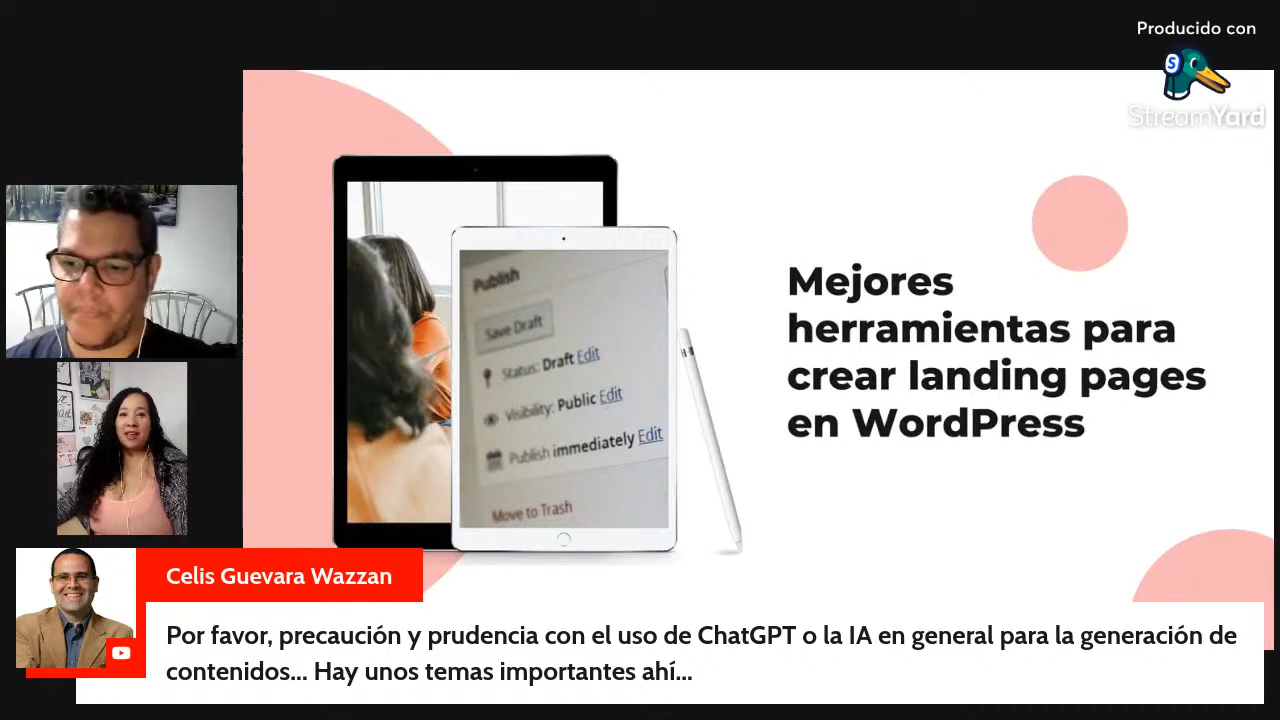 Producido con
StreamYard
Publish
Save Draft
Status: Draft Edit
Visibility: Public Edit
Publish immediately Edit
Move to Trash
Mejores
herramientas para
crear landing pages
en WordPress
Celis Guevara Wazzan
Por favor, precaución y prudencia con el uso de ChatGPT o la IA en general para la generación de
contenidos... Hay unos temas importantes ahí...